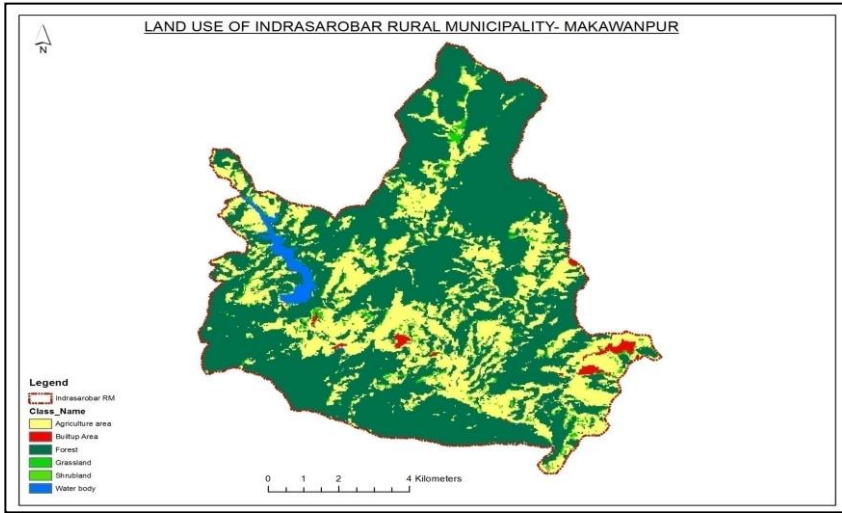 LAND USE OF INDRASAROBAR RURAL MUNICIPALITY- MAKAWANPUR
N
Legend
Indrasarobar RM
Class_Name
Agriculture area
Builtup Area
Forest
Grassland
Shrubland
Water body
0 1 2 4 Kilometers